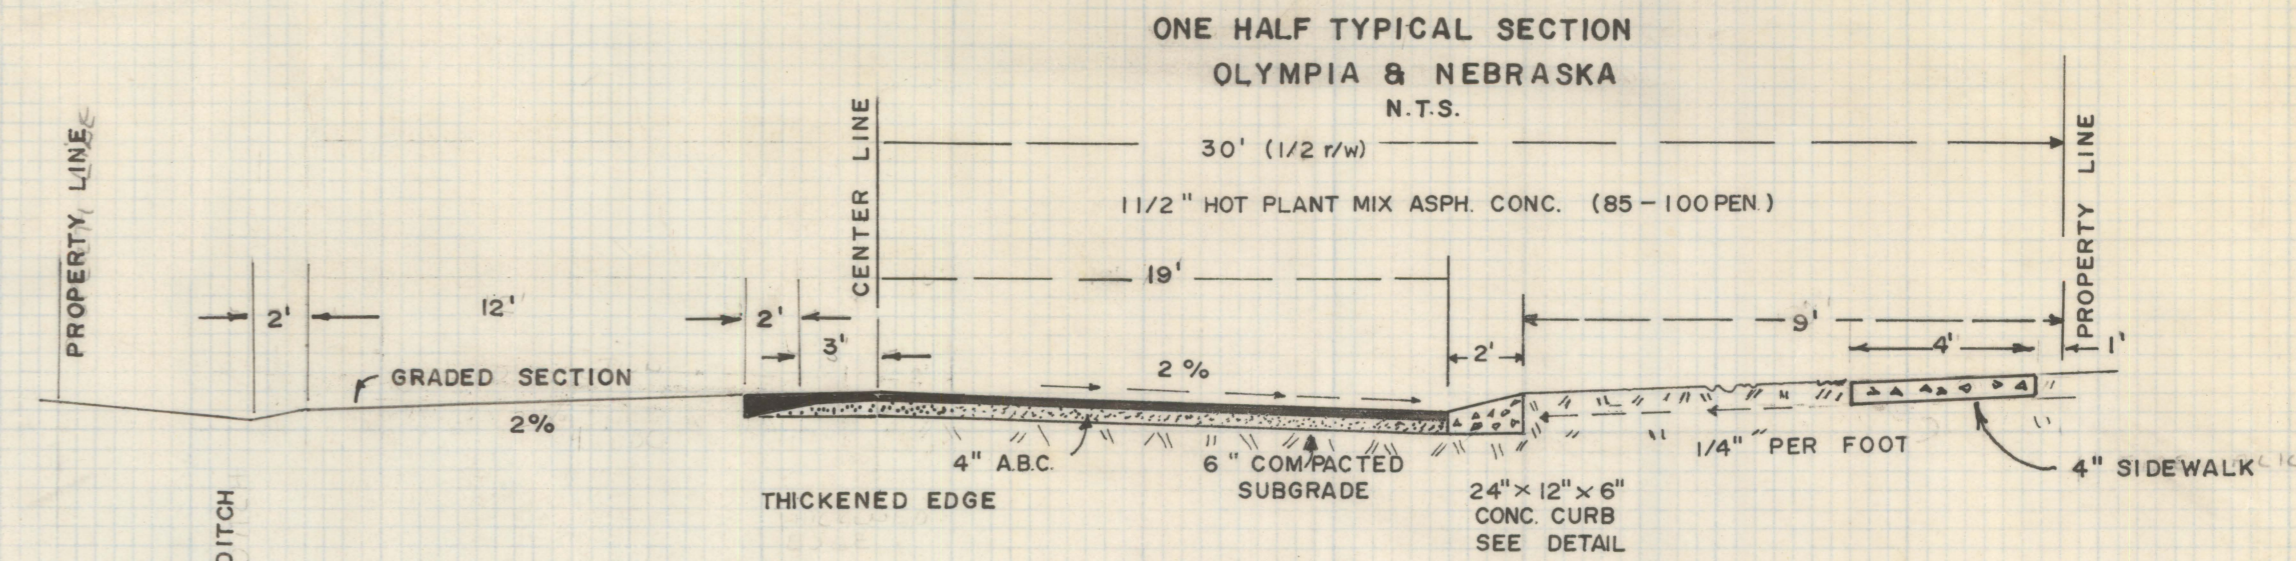 ONE HALF TYPICAL SECTION
OLYMPIA & NEBRASKA
N.T.S.
PROPERTY LINE
CENTER LINE
PROPERTY LINE
30' (1/2 r/w)
1 1/2" HOT PLANT MIX ASPH. CONC. (85-100 PEN.)
19'
2'
12'
2'
3'
9'
2'
4'
1'
GRADED SECTION
2%
2%
4" A.B.C.
6" COMPACTED
SUBGRADE
1/4" PER FOOT
4" SIDEWALK
THICKENED EDGE
24" x 12" x 6"
CONC. CURB
SEE DETAIL
DITCH